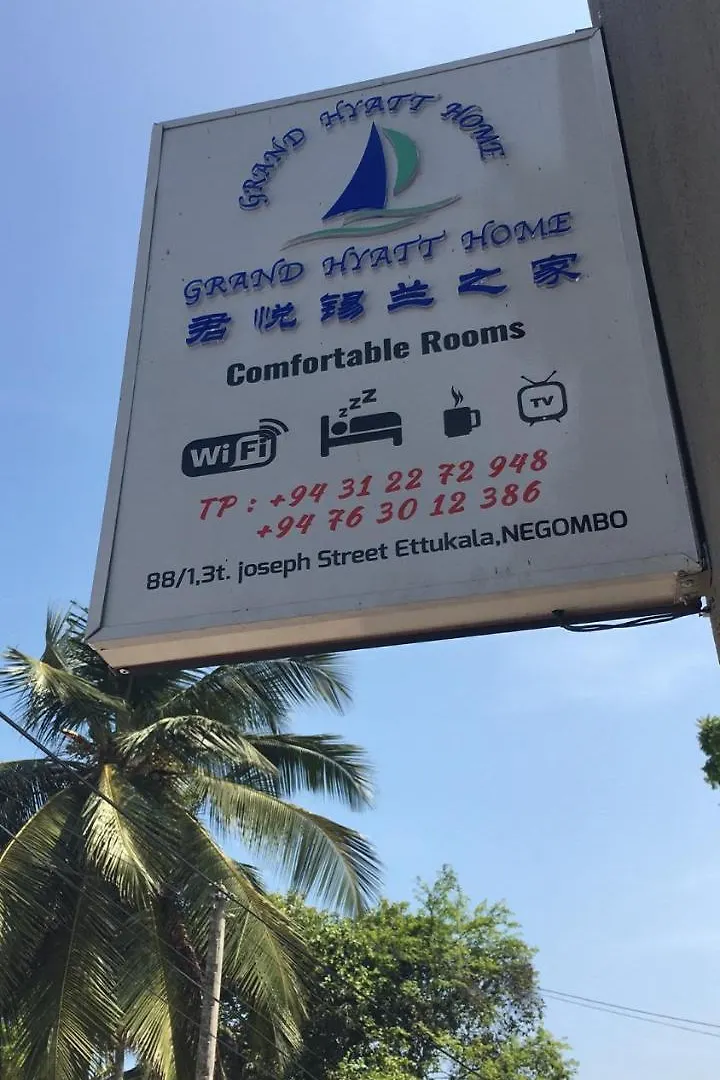 GRAND HYATT HOME
GRAND HYATT HOME
君悦锡兰之家
Comfortable Rooms
WiFi
zzZ
TV
TP : +94 31 22 72 948
+94 76 30 12 386
88/1,3t. joseph Street Ettukala,NEGOMBO